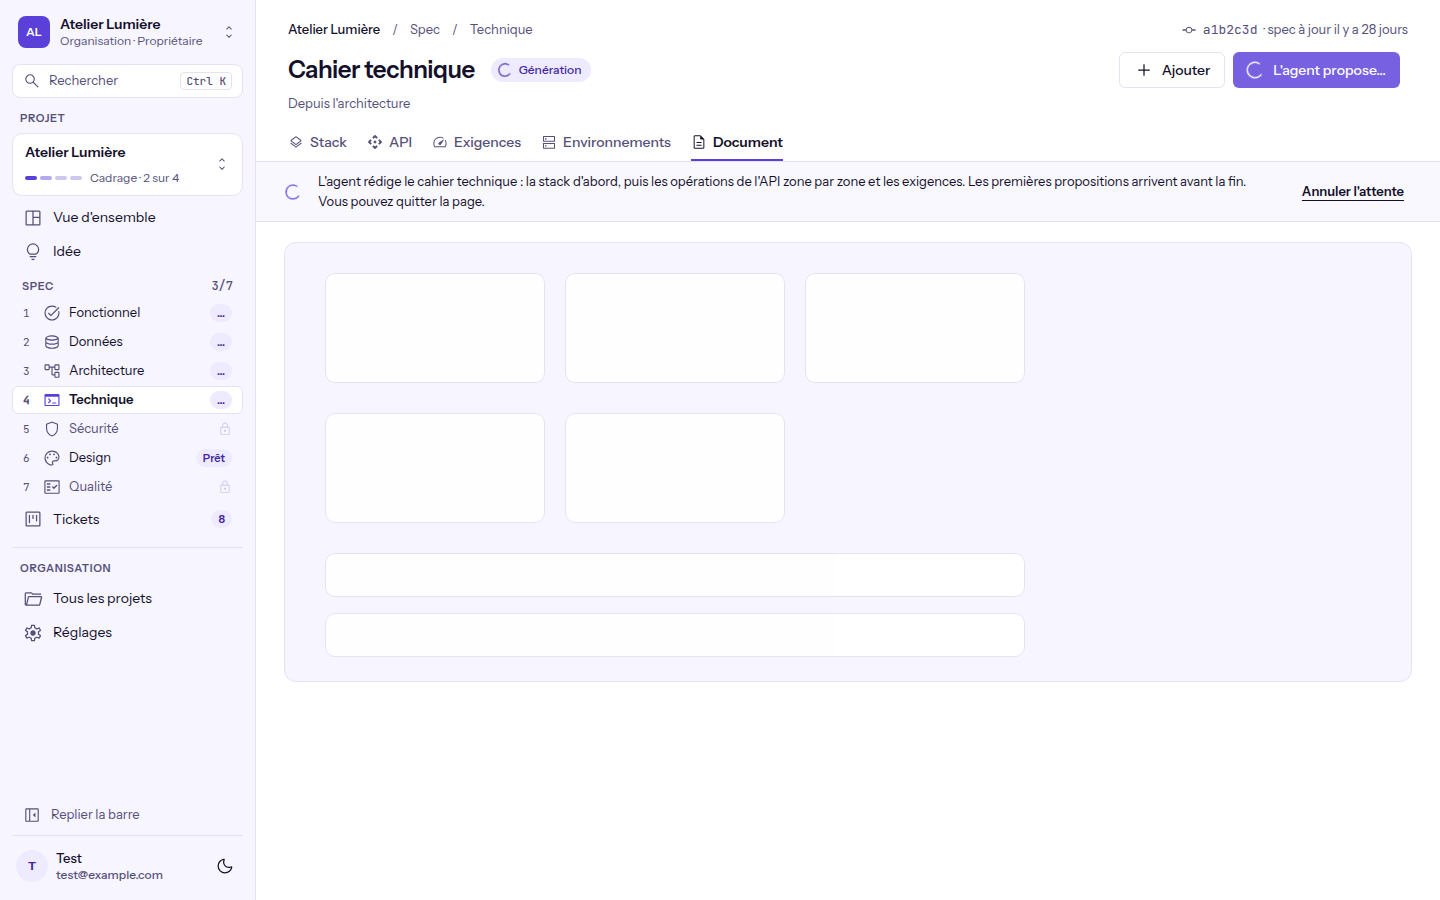 AL
Atelier Lumière
Organisation · Propriétaire
Rechercher
Ctrl K
PROJET
Atelier Lumière
Cadrage · 2 sur 4
Vue d'ensemble
Idée
SPEC 3/7
1 Fonctionnel ...
2 Données ...
3 Architecture ...
4 Technique ...
5 Sécurité
6 Design Prêt
7 Qualité
Tickets 8
ORGANISATION
Tous les projets
Réglages
Replier la barre
T
Test
test@example.com
Atelier Lumière / Spec / Technique
a1b2c3d · spec à jour il y a 28 jours
Cahier technique
Génération
Ajouter
L'agent propose...
Depuis l'architecture
Stack
API
Exigences
Environnements
Document
L'agent rédige le cahier technique : la stack d'abord, puis les opérations de l'API zone par zone et les exigences. Les premières propositions arrivent avant la fin.
Vous pouvez quitter la page.
Annuler l'attente